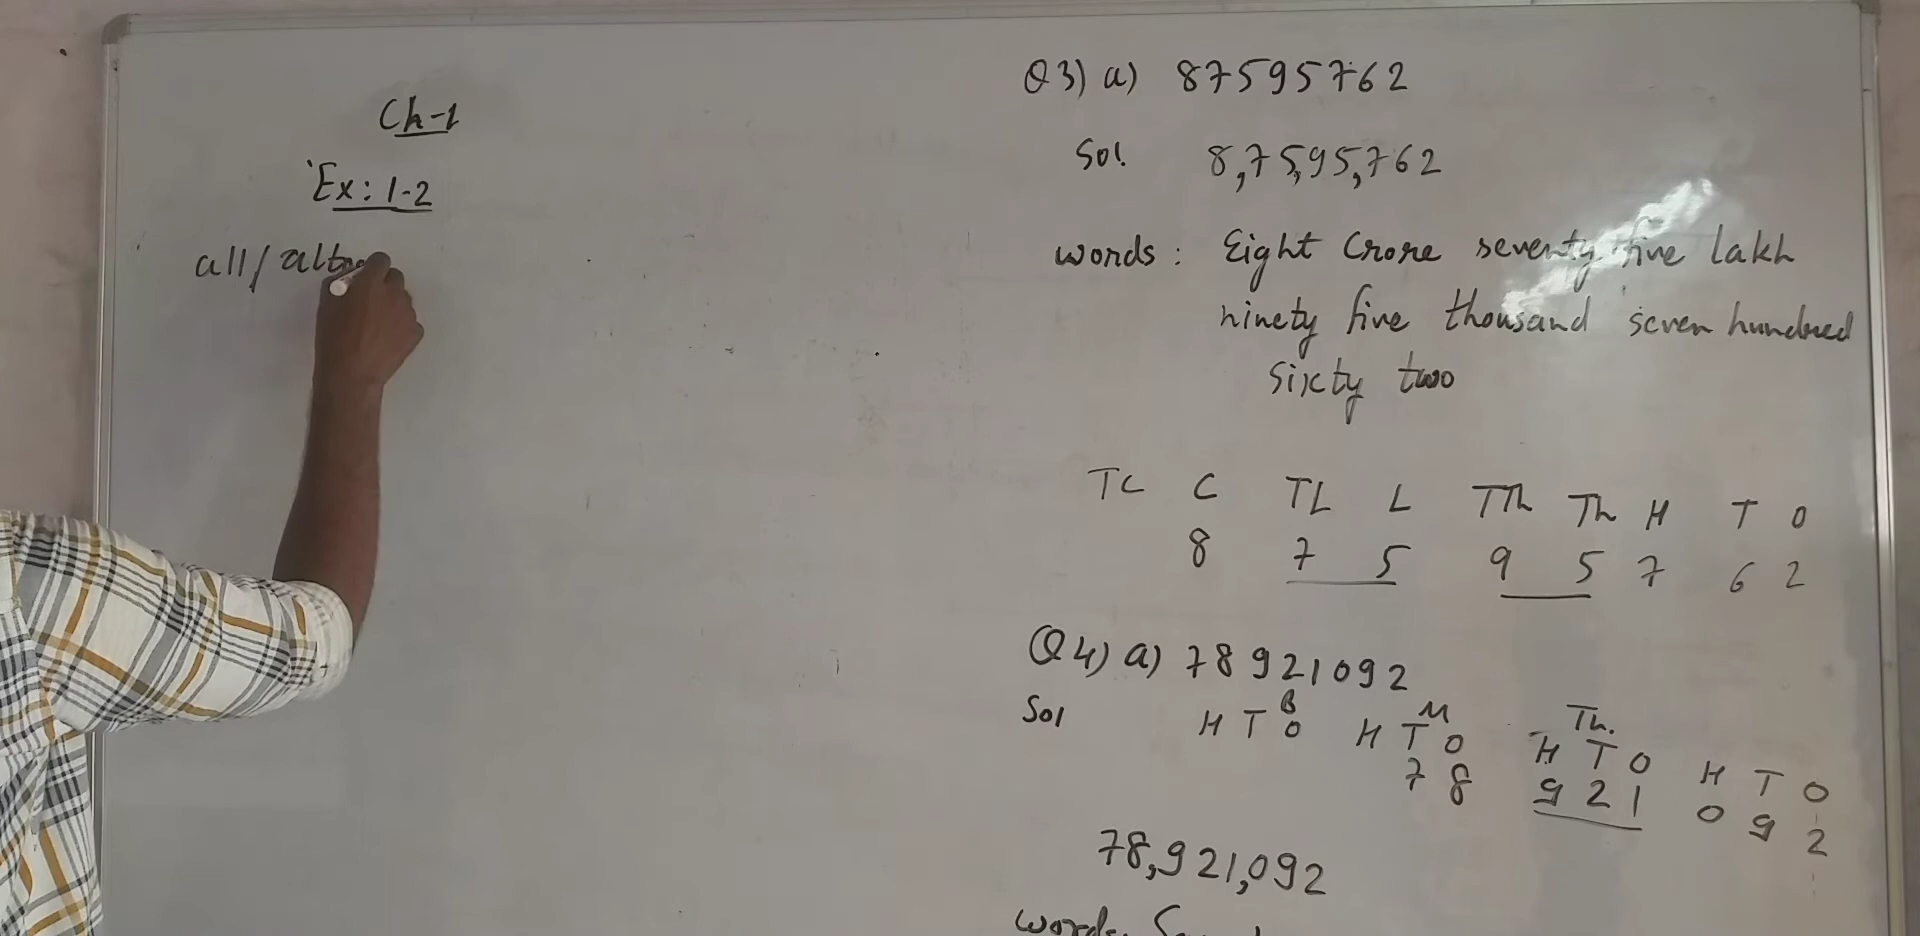 Ch-1
Ex: 1-2
all/
Q3) a) 87595762
Sol. 8,75,95,762
words: Eight Crore seventy five lakh
ninety five thousand seven hundred
sixty two
TC C TL L TTh Th H T O
8 7 5 9 5 7 6 2
Q4) a) 78921092
Sol
B M Th.
H T O H T O H T O H T O
7 8 9 2 1 0 9 2
78,921,092
words.